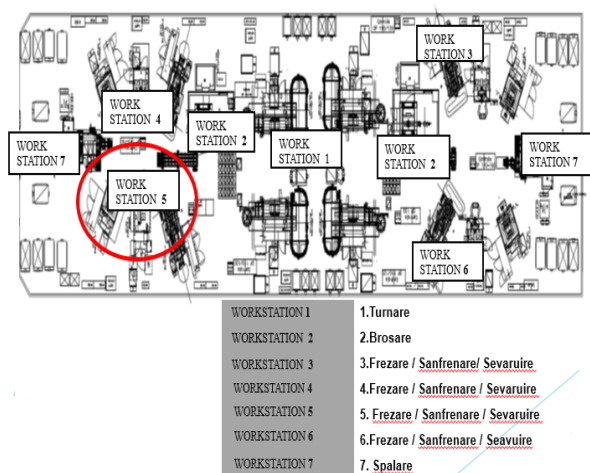 WORK
STATION 3
WORK
STATION 4
WORK
STATION 2
WORK
STATION 7
WORK
STATION 1
WORK
STATION 2
WORK
STATION 7
WORK
STATION 5
WORK
STATION 6
WORKSTATION 1 1.Turnare
WORKSTATION 2 2.Brosare
WORKSTATION 3 3.Frezare / Sanfrenare/ Sevaruire
WORKSTATION 4 4.Frezare / Sanfrenare / Sevaruire
WORKSTATION 5 5. Frezare / Sanfrenare / Sevaruire
WORKSTATION 6 6.Frezare / Sanfrenare / Seavuire
WORKSTATION 7 7. Spalare